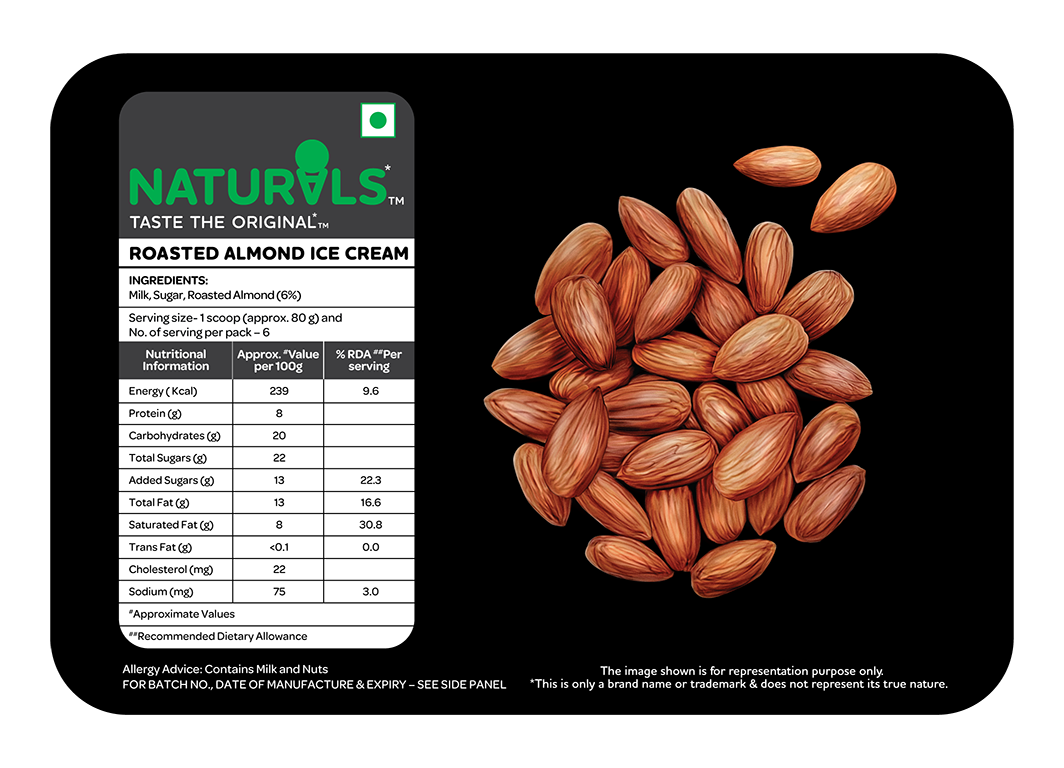 NATURALS*TM
TASTE THE ORIGINAL*TM
ROASTED ALMOND ICE CREAM
INGREDIENTS:
Milk, Sugar, Roasted Almond (6%)
Serving size- 1 scoop (approx. 80 g) and
No. of serving per pack – 6
Nutritional Information | Approx. #Value per 100g | % RDA ##Per serving
Energy ( Kcal) 239 9.6
Protein (g) 8
Carbohydrates (g) 20
Total Sugars (g) 22
Added Sugars (g) 13 22.3
Total Fat (g) 13 16.6
Saturated Fat (g) 8 30.8
Trans Fat (g) <0.1 0.0
Cholesterol (mg) 22
Sodium (mg) 75 3.0
#Approximate Values
##Recommended Dietary Allowance
Allergy Advice: Contains Milk and Nuts
FOR BATCH NO., DATE OF MANUFACTURE & EXPIRY – SEE SIDE PANEL
The image shown is for representation purpose only.
*This is only a brand name or trademark & does not represent its true nature.